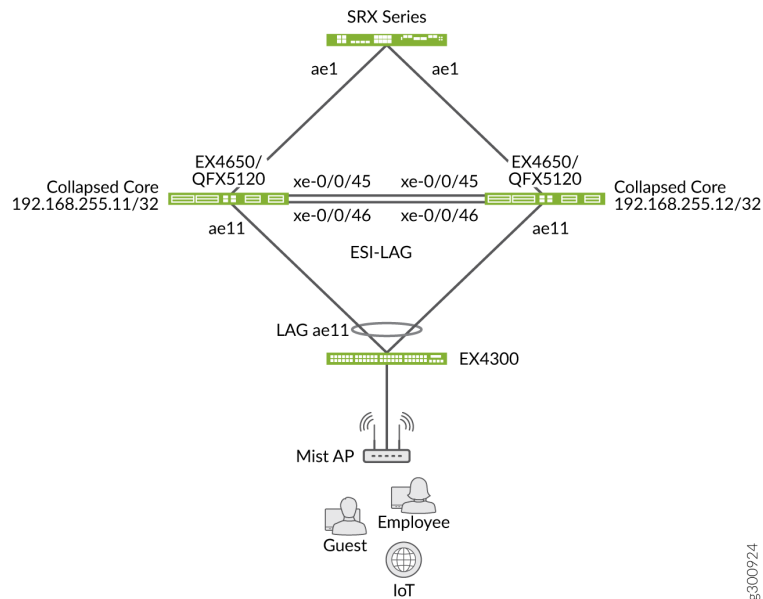 SRX Series
ae1
ae1
EX4650/
QFX5120
EX4650/
QFX5120
Collapsed Core
192.168.255.11/32
xe-0/0/45
xe-0/0/45
xe-0/0/46
xe-0/0/46
Collapsed Core
192.168.255.12/32
ae11
ae11
ESI-LAG
LAG ae11
EX4300
Mist AP
Employee
Guest
IoT
g300924